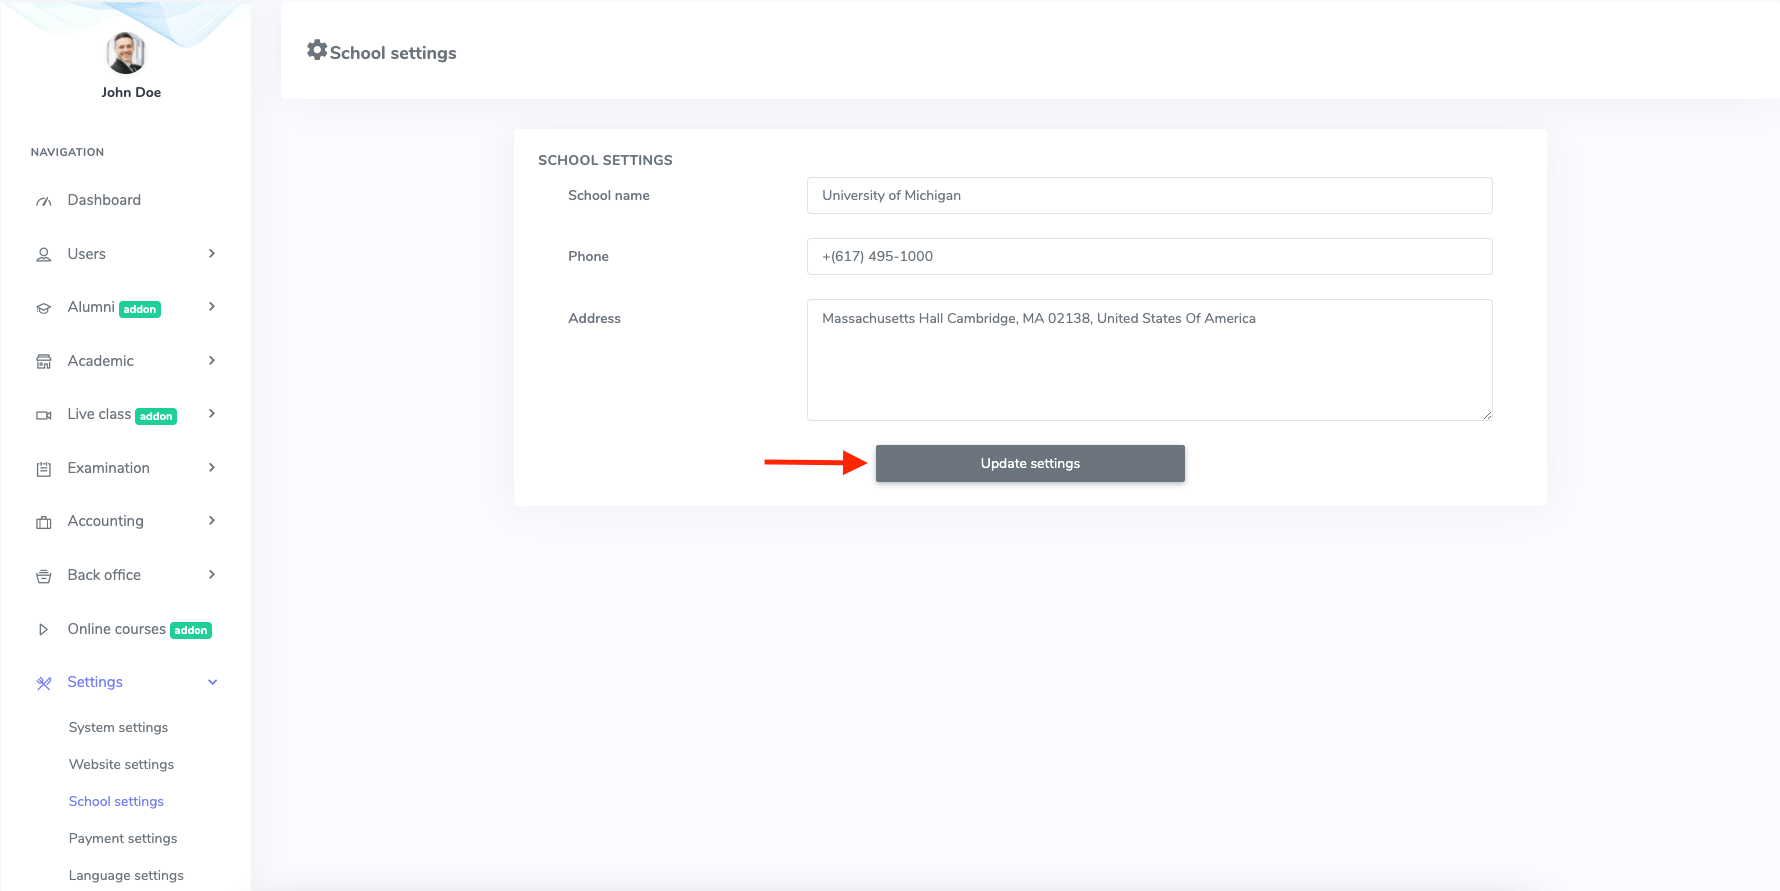 John Doe
NAVIGATION
Dashboard
Users
Alumni addon
Academic
Live class addon
Examination
Accounting
Back office
Online courses addon
Settings
System settings
Website settings
School settings
Payment settings
Language settings
School settings
SCHOOL SETTINGS
School name University of Michigan
Phone +(617) 495-1000
Address Massachusetts Hall Cambridge, MA 02138, United States Of America
Update settings